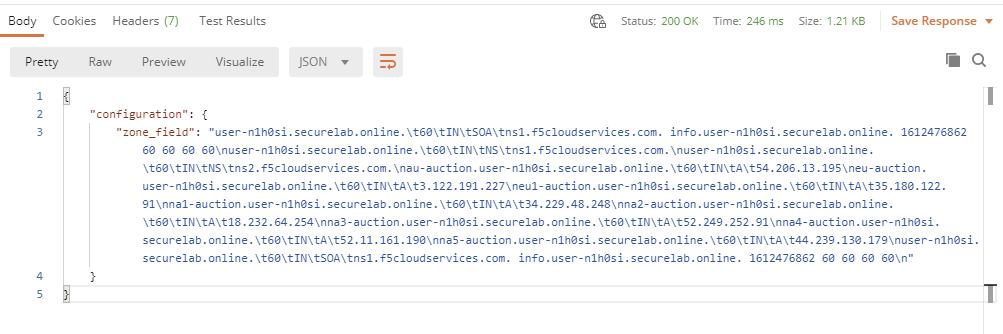 Body Cookies Headers (7) Test Results Status: 200 OK Time: 246 ms Size: 1.21 KB Save Response
Pretty Raw Preview Visualize JSON
1 {
2 "configuration": {
3 "zone_field": "user-n1h0si.securelab.online.\t60\tIN\tSOA\tns1.f5cloudservices.com. info.user-n1h0si.securelab.online. 1612476862
60 60 60 60\nuser-n1h0si.securelab.online.\t60\tIN\tNS\tns1.f5cloudservices.com.\nuser-n1h0si.securelab.online.
\t60\tIN\tNS\tns2.f5cloudservices.com.\nau-auction.user-n1h0si.securelab.online.\t60\tIN\tA\t54.206.13.195\neu-auction.
user-n1h0si.securelab.online.\t60\tIN\tA\t3.122.191.227\neu1-auction.user-n1h0si.securelab.online.\t60\tIN\tA\t35.180.122.
91\nna1-auction.user-n1h0si.securelab.online.\t60\tIN\tA\t34.229.48.248\nna2-auction.user-n1h0si.securelab.online.
\t60\tIN\tA\t18.232.64.254\nna3-auction.user-n1h0si.securelab.online.\t60\tIN\tA\t52.249.252.91\nna4-auction.user-n1h0si.
securelab.online.\t60\tIN\tA\t52.11.161.190\nna5-auction.user-n1h0si.securelab.online.\t60\tIN\tA\t44.239.130.179\nuser-n1h0si.
securelab.online.\t60\tIN\tSOA\tns1.f5cloudservices.com. info.user-n1h0si.securelab.online. 1612476862 60 60 60 60\n"
4 }
5 }